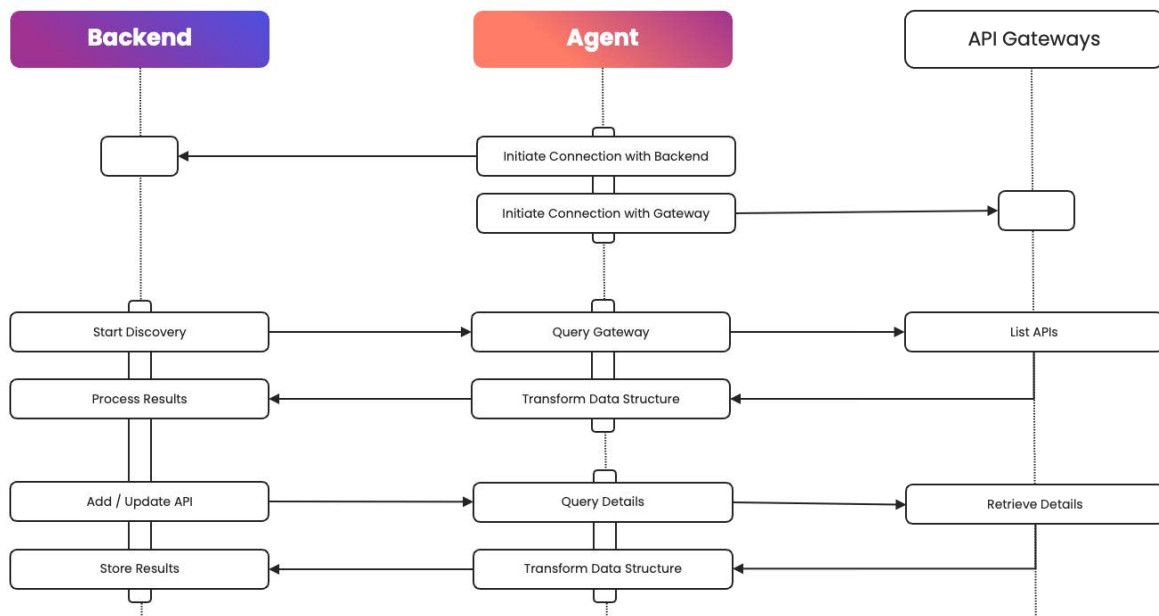 Backend
Agent
API Gateways
Initiate Connection with Backend
Initiate Connection with Gateway
Start Discovery
Query Gateway
List APIs
Process Results
Transform Data Structure
Add / Update API
Query Details
Retrieve Details
Store Results
Transform Data Structure